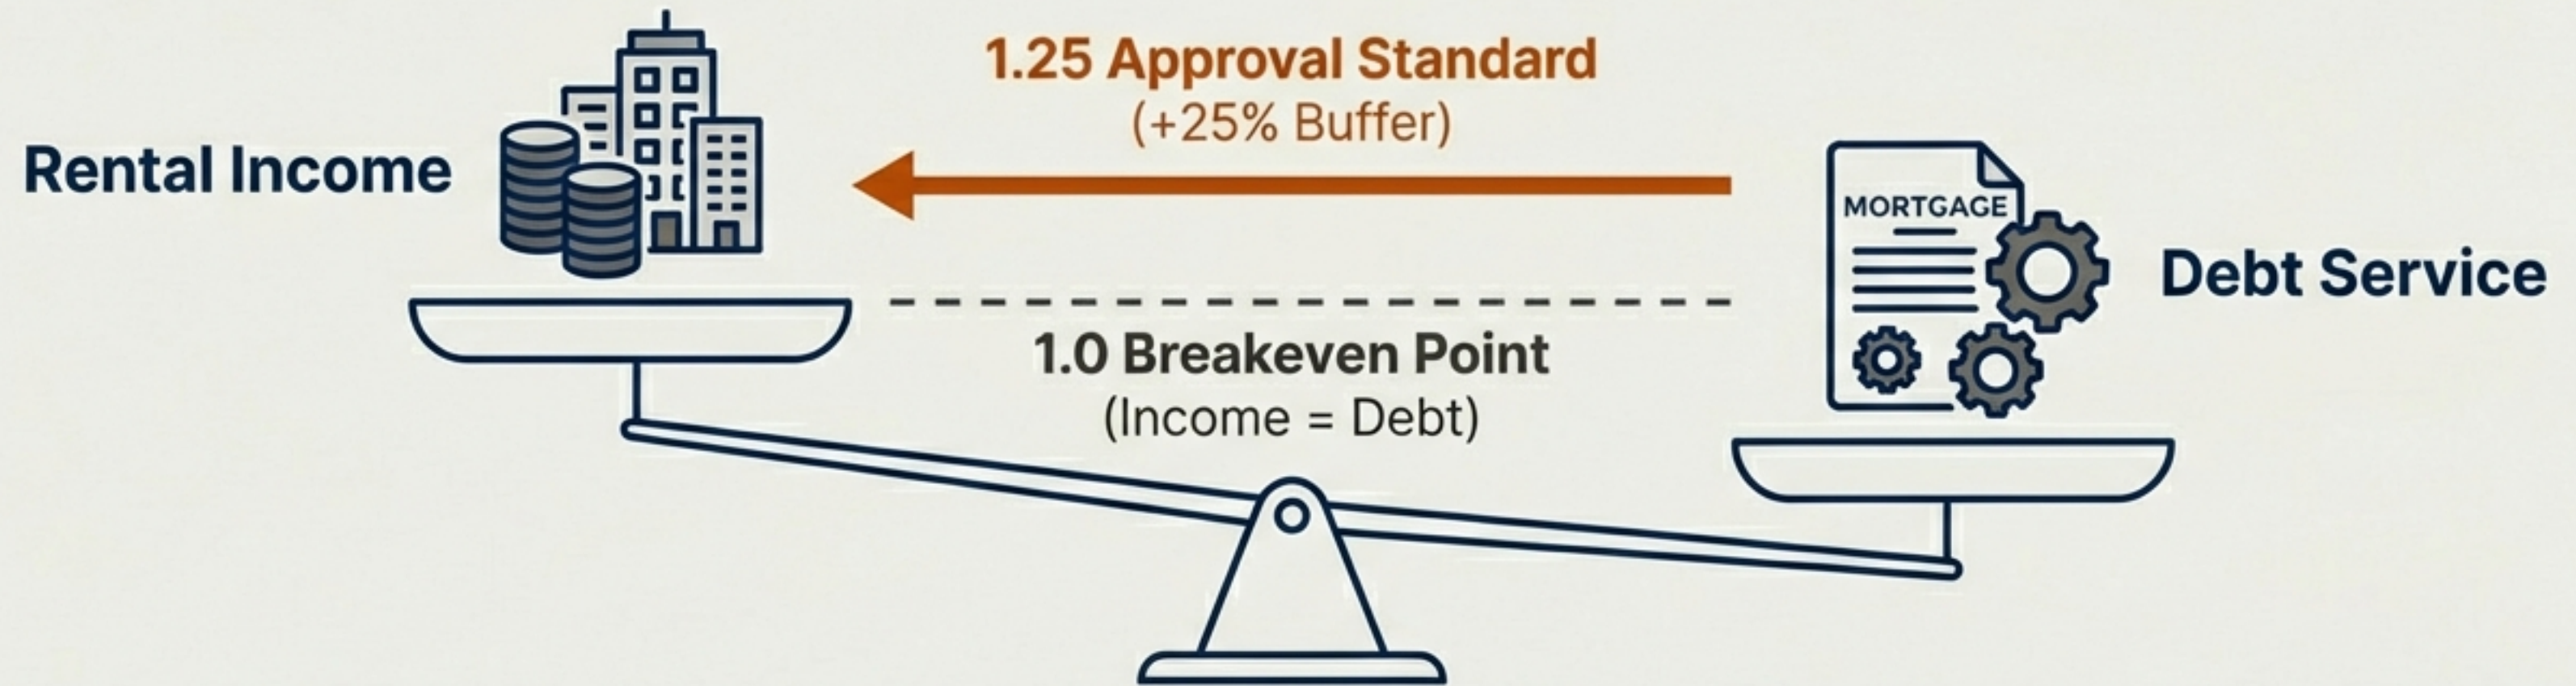 1.25 Approval Standard
(+25% Buffer)
Rental Income
MORTGAGE
Debt Service
1.0 Breakeven Point
(Income = Debt)